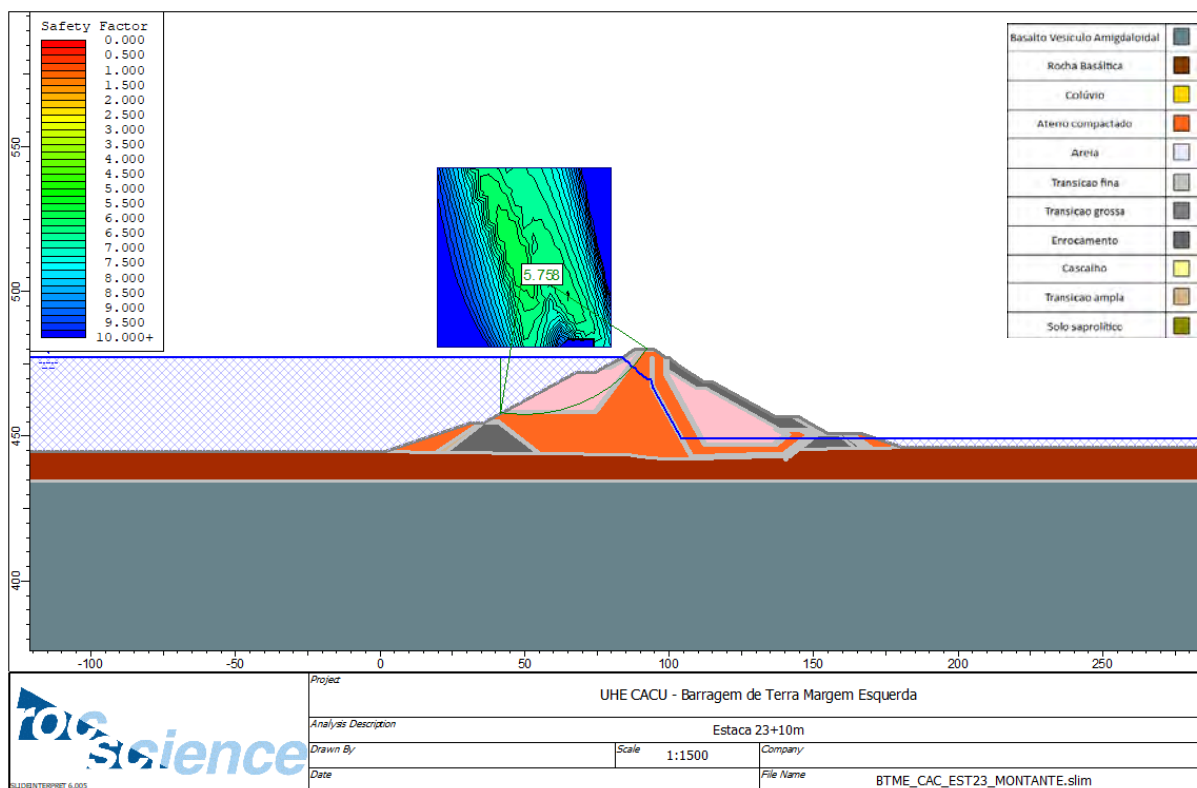 Safety Factor
0.000
0.500
1.000
1.500
2.000
2.500
3.000
3.500
4.000
4.500
5.000
5.500
6.000
6.500
7.000
7.500
8.000
8.500
9.000
9.500
10.000+
Basalto Vesiculo Amigdaloidal
Rocha Basáltica
Colúvio
Aterro compactado
Areia
Transicao fina
Transicao grossa
Enrocamento
Cascalho
Transicao ampla
Solo saprolítico
5.758
550
500
450
400
-100
-50
0
50
100
150
200
250
rocscience
SLIDEINTERPRET 6.005
Project
UHE CACU - Barragem de Terra Margem Esquerda
Analysis Description
Estaca 23+10m
Drawn By
Scale
1:1500
Company
Date
File Name
BTME_CAC_EST23_MONTANTE.slim